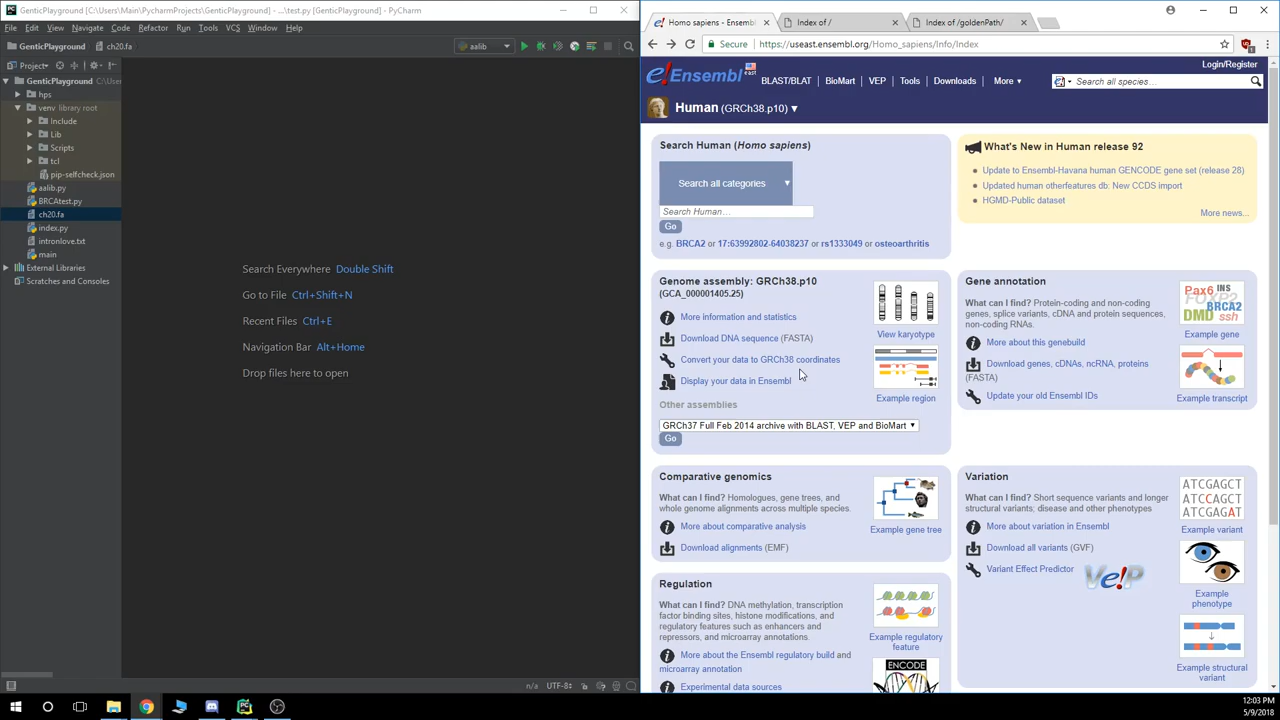 GenticPlayground [C:\Users\Main\PycharmProjects\GenticPlayground] - ...\test.py [GenticPlayground] - PyCharm
File Edit View Navigate Code Refactor Run Tools VCS Window Help
GenticPlayground ch20.fa
aalib
Project
GenticPlayground C:\Us
hps
venv library root
Include
Lib
Scripts
tcl
pip-selfcheck.json
aalib.py
BRCAtest.py
ch20.fa
index.py
intronlove.txt
main
External Libraries
Scratches and Consoles
Search Everywhere Double Shift
Go to File Ctrl+Shift+N
Recent Files Ctrl+E
Navigation Bar Alt+Home
Drop files here to open
n/a UTF-8
Homo sapiens - Ensembl
Index of /
Index of /goldenPath/
Secure https://useast.ensembl.org/Homo_sapiens/Info/Index
Login/Register
e!Ensembl east
BLAST/BLAT BioMart VEP Tools Downloads More
Search all species...
Human (GRCh38.p10)
Search Human (Homo sapiens)
Search all categories
Search Human…
Go
e.g. BRCA2 or 17:63992802-64038237 or rs1333049 or osteoarthritis
What's New in Human release 92
Update to Ensembl-Havana human GENCODE gene set (release 28)
Updated human otherfeatures db: New CCDS import
HGMD-Public dataset
More news...
Genome assembly: GRCh38.p10
(GCA_000001405.25)
More information and statistics
Download DNA sequence (FASTA)
Convert your data to GRCh38 coordinates
Display your data in Ensembl
Other assemblies
GRCh37 Full Feb 2014 archive with BLAST, VEP and BioMart
Go
View karyotype
Example region
Gene annotation
What can I find? Protein-coding and non-coding
genes, splice variants, cDNA and protein sequences,
non-coding RNAs.
More about this genebuild
Download genes, cDNAs, ncRNA, proteins
(FASTA)
Update your old Ensembl IDs
Pax6 INS
FOXP2
BRCA2
DMD ssh
Example gene
Example transcript
Comparative genomics
What can I find? Homologues, gene trees, and
whole genome alignments across multiple species.
More about comparative analysis
Download alignments (EMF)
Example gene tree
Variation
What can I find? Short sequence variants and longer
structural variants; disease and other phenotypes
More about variation in Ensembl
Download all variants (GVF)
Variant Effect Predictor
Ve!P
ATCGAGCT
ATCCAGCT
ATCGAGAT
Example variant
Example
phenotype
Example structural
variant
Regulation
What can I find? DNA methylation, transcription
factor binding sites, histone modifications, and
regulatory features such as enhancers and
repressors, and microarray annotations.
More about the Ensembl regulatory build and
microarray annotation
Experimental data sources
Example regulatory
feature
ENCODE
12:03 PM
5/9/2018